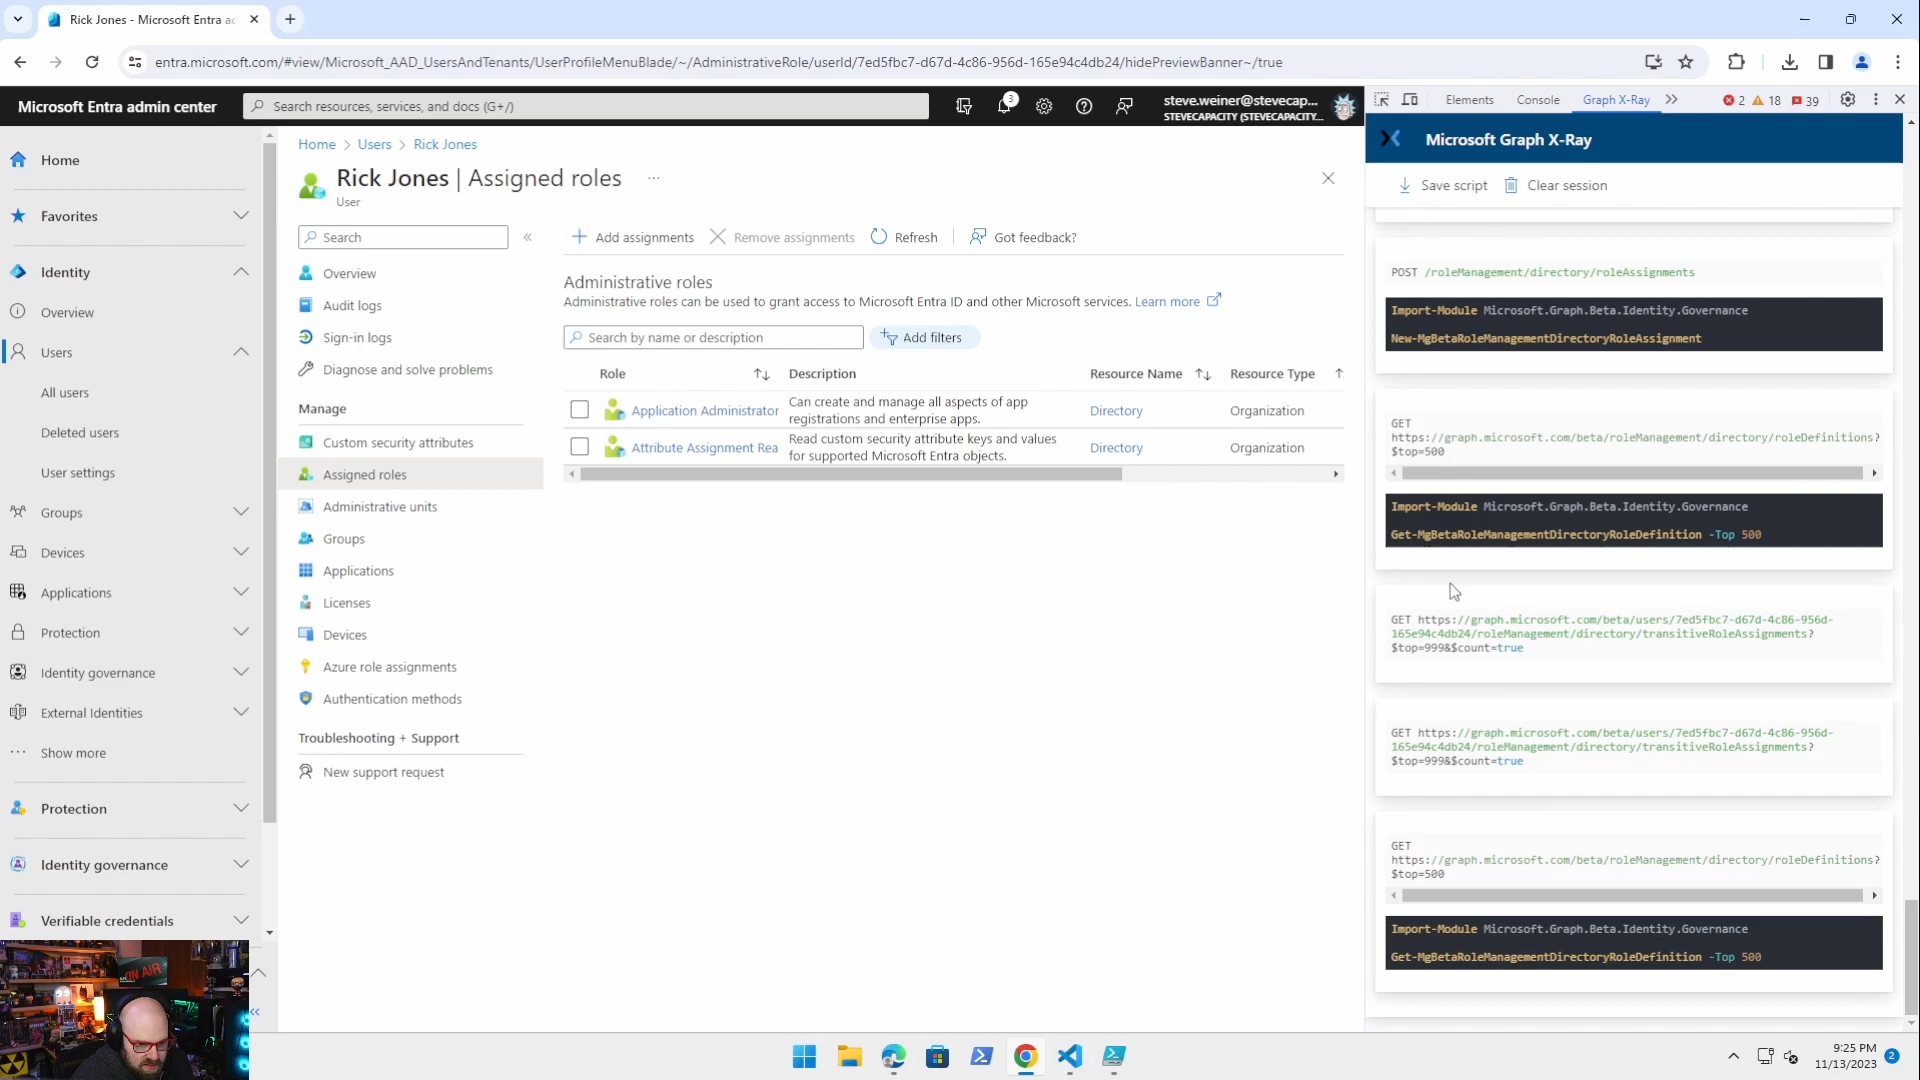 Rick Jones - Microsoft Entra ad
entra.microsoft.com/#view/Microsoft_AAD_UsersAndTenants/UserProfileMenuBlade/~/AdministrativeRole/userId/7ed5fbc7-d67d-4c86-956d-165e94c4db24/hidePreviewBanner~/true
Microsoft Entra admin center
Search resources, services, and docs (G+/)
3
steve.weiner@stevecap...
STEVECAPACITY (STEVECAPACITY...
Home
Favorites
Identity
Overview
Users
All users
Deleted users
User settings
Groups
Devices
Applications
Protection
Identity governance
External Identities
Show more
Protection
Identity governance
Verifiable credentials
ON AIR
Home > Users > Rick Jones
Rick Jones | Assigned roles
User
Search
Overview
Audit logs
Sign-in logs
Diagnose and solve problems
Manage
Custom security attributes
Assigned roles
Administrative units
Groups
Applications
Licenses
Devices
Azure role assignments
Authentication methods
Troubleshooting + Support
New support request
Add assignments
Remove assignments
Refresh
Got feedback?
Administrative roles
Administrative roles can be used to grant access to Microsoft Entra ID and other Microsoft services. Learn more
Search by name or description
Add filters
Role Description Resource Name Resource Type
Application Administrator Can create and manage all aspects of app Directory Organization
registrations and enterprise apps.
Attribute Assignment Rea Read custom security attribute keys and values Directory Organization
for supported Microsoft Entra objects.
Elements Console Graph X-Ray 2 18 39
Microsoft Graph X-Ray
Save script Clear session
POST /roleManagement/directory/roleAssignments
Import-Module Microsoft.Graph.Beta.Identity.Governance
New-MgBetaRoleManagementDirectoryRoleAssignment
GET
https://graph.microsoft.com/beta/roleManagement/directory/roleDefinitions?
$top=500
Import-Module Microsoft.Graph.Beta.Identity.Governance
Get-MgBetaRoleManagementDirectoryRoleDefinition -Top 500
GET https://graph.microsoft.com/beta/users/7ed5fbc7-d67d-4c86-956d-
165e94c4db24/roleManagement/directory/transitiveRoleAssignments?
$top=999&$count=true
GET https://graph.microsoft.com/beta/users/7ed5fbc7-d67d-4c86-956d-
165e94c4db24/roleManagement/directory/transitiveRoleAssignments?
$top=999&$count=true
GET
https://graph.microsoft.com/beta/roleManagement/directory/roleDefinitions?
$top=500
Import-Module Microsoft.Graph.Beta.Identity.Governance
Get-MgBetaRoleManagementDirectoryRoleDefinition -Top 500
9:25 PM
11/13/2023
2